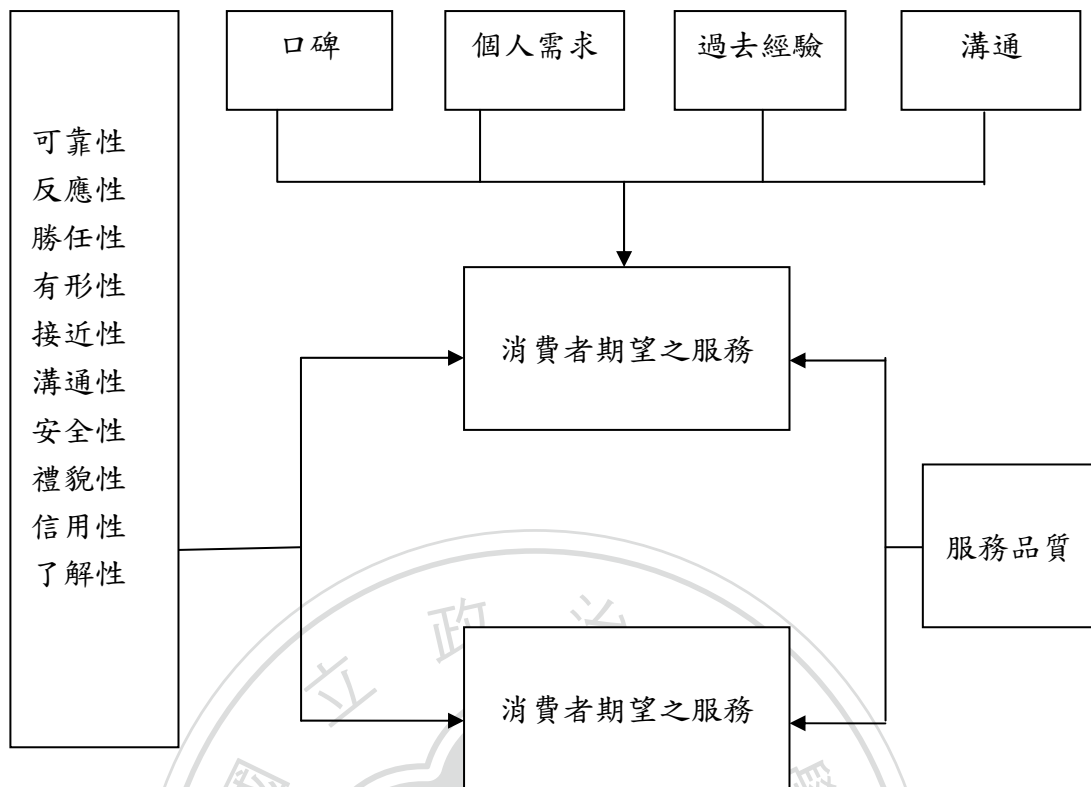 口碑
個人需求
過去經驗
溝通
可靠性
反應性
勝任性
有形性
接近性
溝通性
安全性
禮貌性
信用性
了解性
消費者期望之服務
服務品質
消費者期望之服務
立
政
治